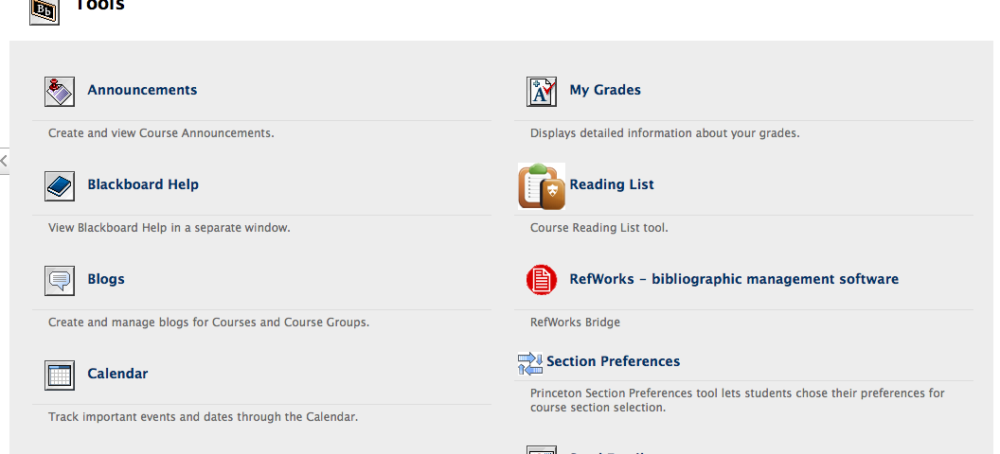 Bb
Tools
Announcements
Create and view Course Announcements.
Blackboard Help
View Blackboard Help in a separate window.
Blogs
Create and manage blogs for Courses and Course Groups.
Calendar
Track important events and dates through the Calendar.
My Grades
Displays detailed information about your grades.
Reading List
Course Reading List tool.
RefWorks - bibliographic management software
RefWorks Bridge
Section Preferences
Princeton Section Preferences tool lets students chose their preferences for
course section selection.